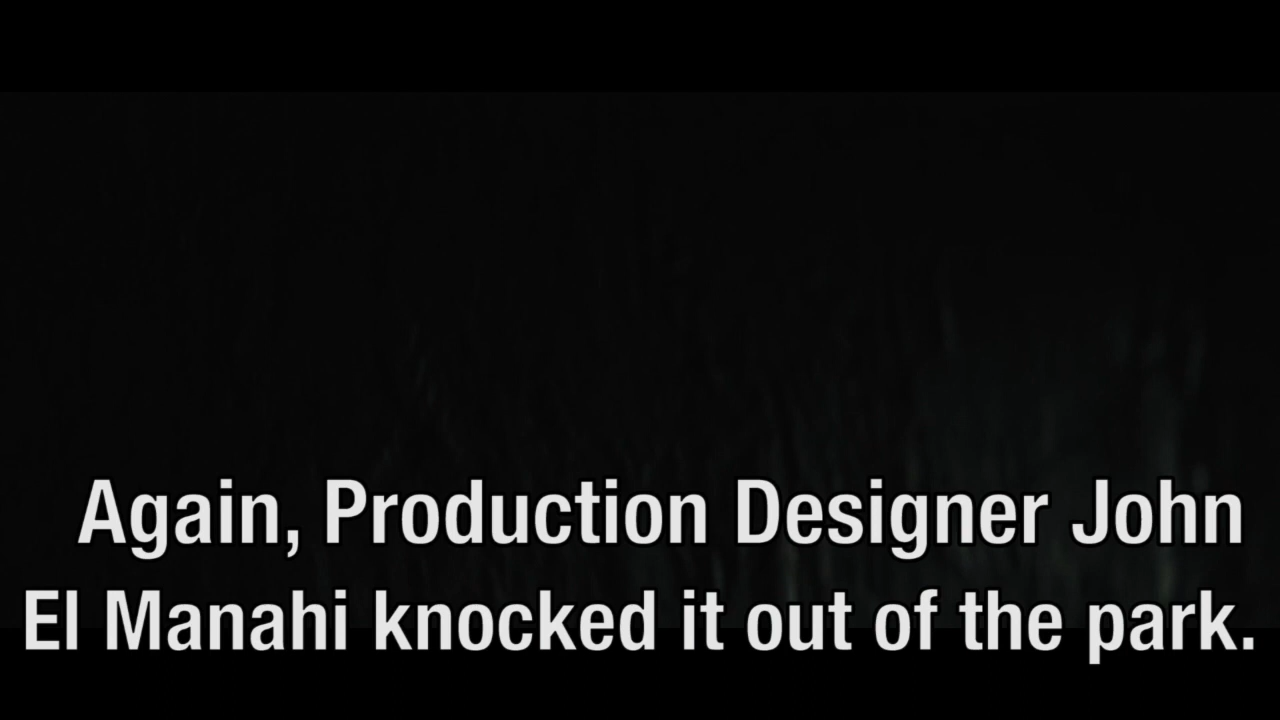 Again, Production Designer John
El Manahi knocked it out of the park.